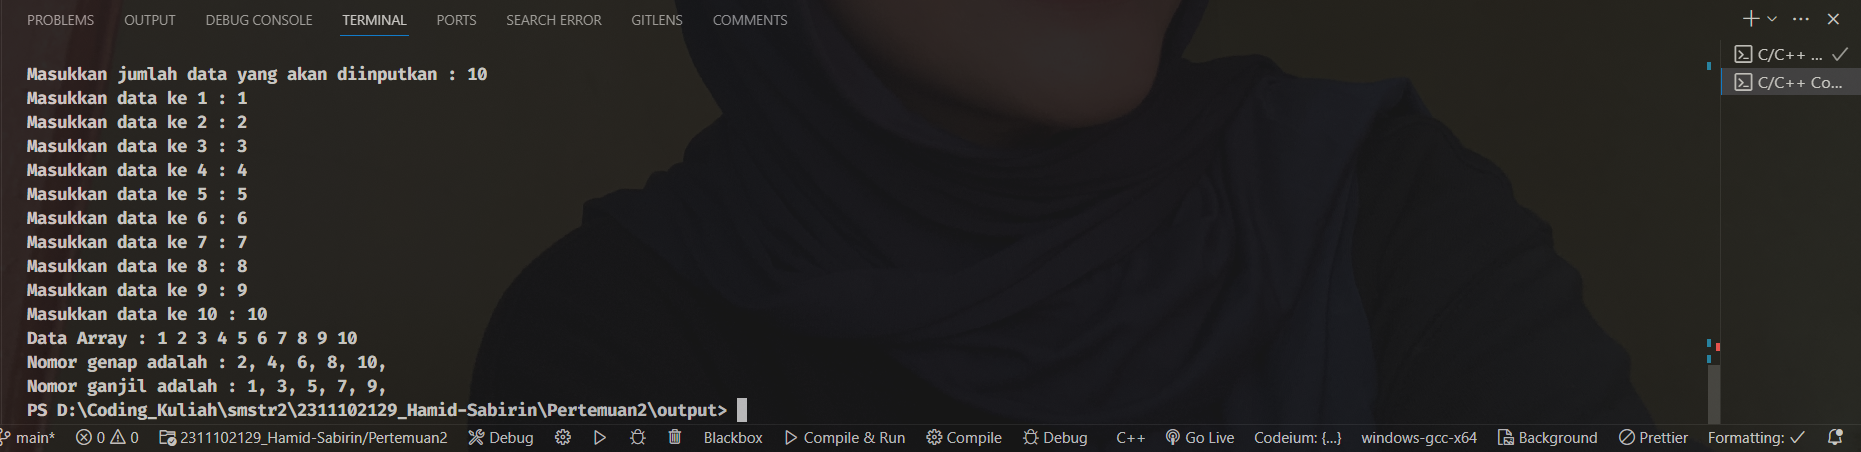 PROBLEMS OUTPUT DEBUG CONSOLE TERMINAL PORTS SEARCH ERROR GITLENS COMMENTS
C/C++ ...
C/C++ Co...
Masukkan jumlah data yang akan diinputkan : 10
Masukkan data ke 1 : 1
Masukkan data ke 2 : 2
Masukkan data ke 3 : 3
Masukkan data ke 4 : 4
Masukkan data ke 5 : 5
Masukkan data ke 6 : 6
Masukkan data ke 7 : 7
Masukkan data ke 8 : 8
Masukkan data ke 9 : 9
Masukkan data ke 10 : 10
Data Array : 1 2 3 4 5 6 7 8 9 10
Nomor genap adalah : 2, 4, 6, 8, 10,
Nomor ganjil adalah : 1, 3, 5, 7, 9,
PS D:\Coding_Kuliah\smstr2\2311102129_Hamid-Sabirin\Pertemuan2\output>
main* 0 0 2311102129_Hamid-Sabirin/Pertemuan2 Debug Blackbox Compile & Run Compile Debug C++ Go Live Codeium: {...} windows-gcc-x64 Background Prettier Formatting: